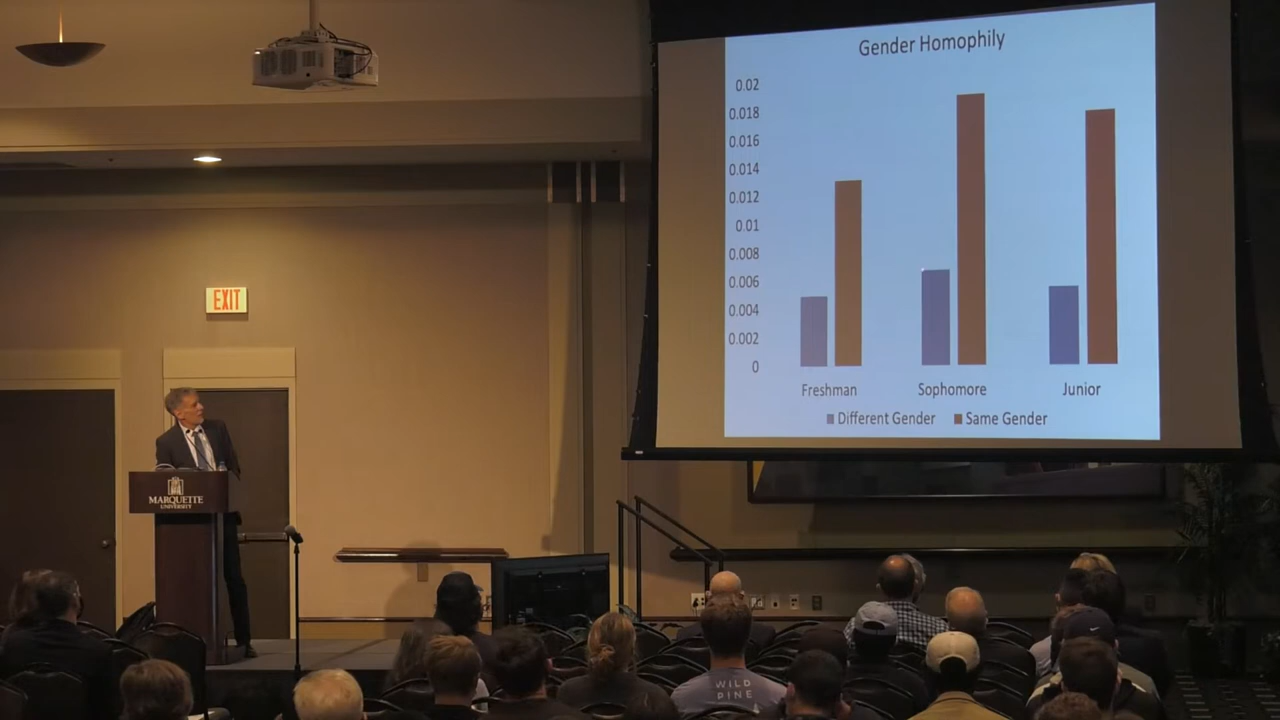 Gender Homophily
0.02
0.018
0.016
0.014
0.012
0.01
0.008
0.006
0.004
0.002
0
Freshman Sophomore Junior
Different Gender Same Gender
EXIT
MARQUETTE
UNIVERSITY
WILD
PINE